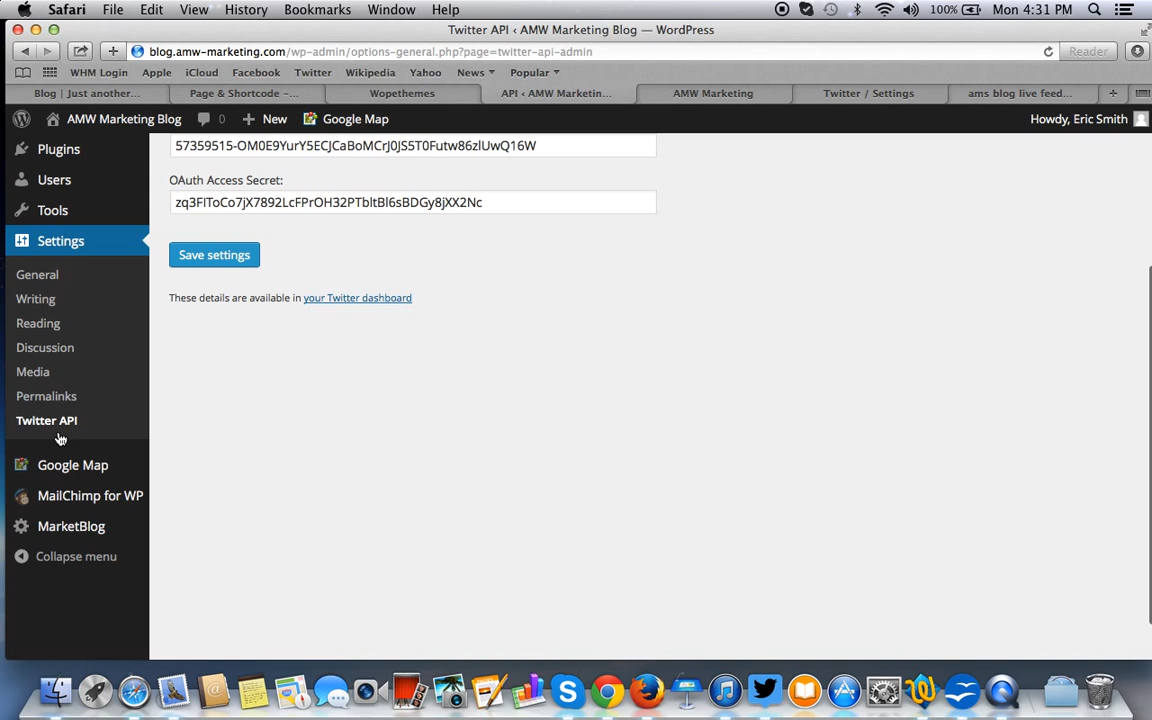 Safari File Edit View History Bookmarks Window Help 100% Mon 4:31 PM
Twitter API ‹ AMW Marketing Blog — WordPress
blog.amw-marketing.com/wp-admin/options-general.php?page=twitter-api-admin Reader
WHM Login Apple iCloud Facebook Twitter Wikipedia Yahoo News Popular
Blog | Just another... Page & Shortcode –... Wopethemes API ‹ AMW Marketin... AMW Marketing Twitter / Settings ams blog live feed...
AMW Marketing Blog 0 New Google Map Howdy, Eric Smith
Plugins
Users
Tools
Settings
General
Writing
Reading
Discussion
Media
Permalinks
Twitter API
Google Map
MailChimp for WP
MarketBlog
Collapse menu
OAuth Access Secret:
Save settings
These details are available in your Twitter dashboard